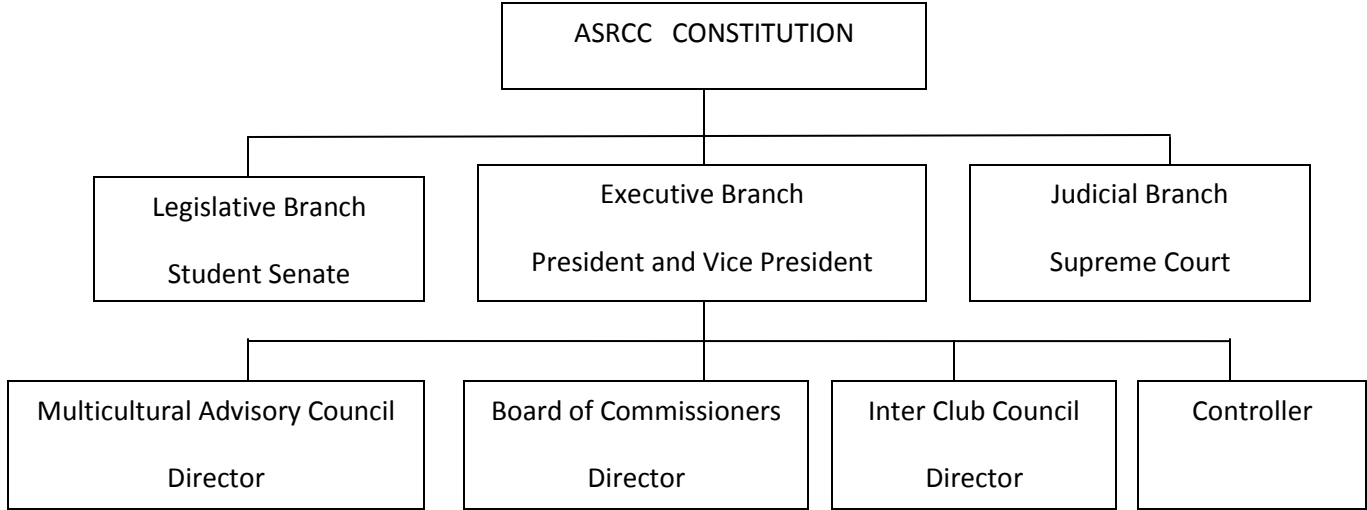 ASRCC CONSTITUTION
Legislative Branch
Student Senate
Executive Branch
President and Vice President
Judicial Branch
Supreme Court
Multicultural Advisory Council
Director
Board of Commissioners
Director
Inter Club Council
Director
Controller